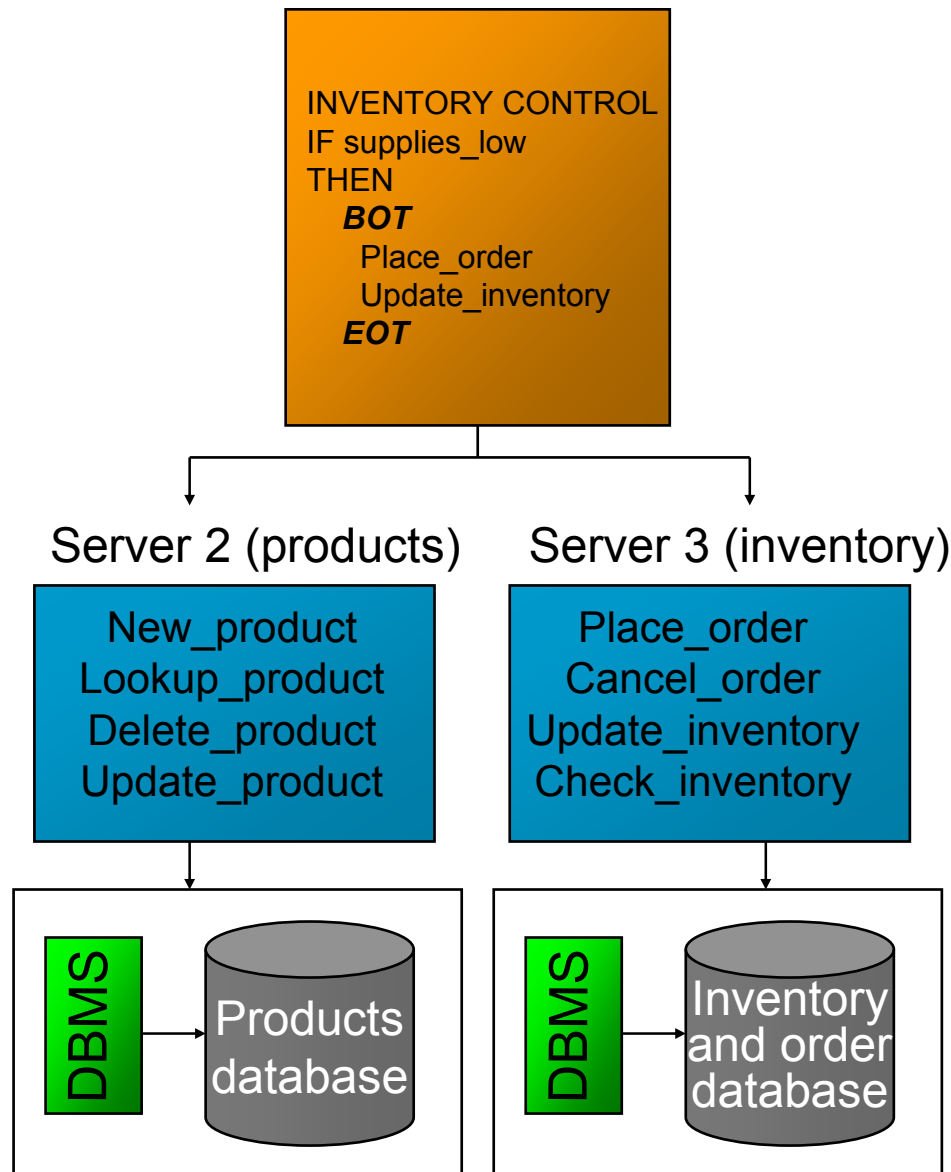 INVENTORY CONTROL
IF supplies_low
THEN
BOT
Place_order
Update_inventory
EOT
Server 2 (products)
New_product
Lookup_product
Delete_product
Update_product
DBMS
Products
database
Server 3 (inventory)
Place_order
Cancel_order
Update_inventory
Check_inventory
DBMS
Inventory
and order
database